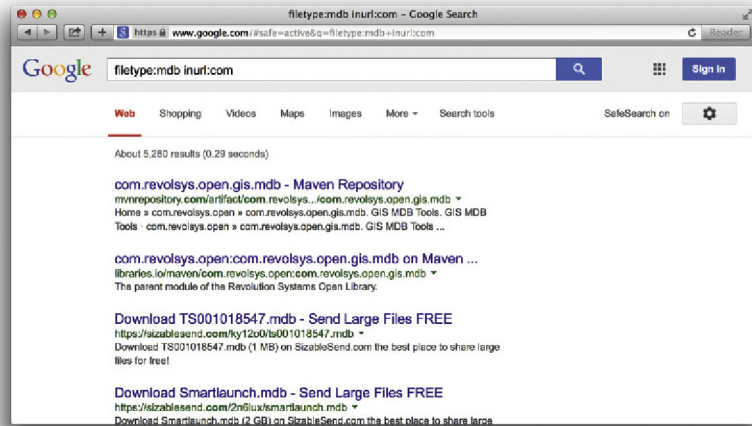 filetype:mdb inurl:com – Google Search
https www.google.com/#safe=active&q=filetype:mdb+inurl:com Reader
Google filetype:mdb inurl:com Sign in
Web Shopping Videos Maps Images More Search tools SafeSearch on
About 5,280 results (0.29 seconds)
com.revolsys.open.gis.mdb - Maven Repository
mvnrepository.com/artifact/com.revolsys.../com.revolsys.open.gis.mdb
Home » com.revolsys.open » com.revolsys.open.gis.mdb. GIS MDB Tools. GIS MDB
Tools · com.revolsys.open » com.revolsys.open.gis.mdb. GIS MDB Tools ...
com.revolsys.open:com.revolsys.open.gis.mdb on Maven ...
libraries.io/maven/com.revolsys.open:com.revolsys.open.gis.mdb
The parent module of the Revolution Systems Open Library.
Download TS001018547.mdb - Send Large Files FREE
https://sizablesend.com/ky12o0/ts001018547.mdb
Download TS001018547.mdb (1 MB) on SizableSend.com the best place to share large
files for free!
Download Smartlaunch.mdb - Send Large Files FREE
https://sizablesend.com/2n6lux/smartlaunch.mdb
Download Smartlaunch.mdb (2 GB) on SizableSend.com the best place to share large